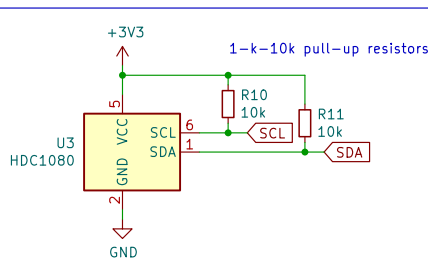 +3V3
1-k-10k pull-up resistors
R10
10k
R11
10k
5
VCC
U3
HDC1080
SCL
6
SCL
SDA
1
SDA
GND
2
GND